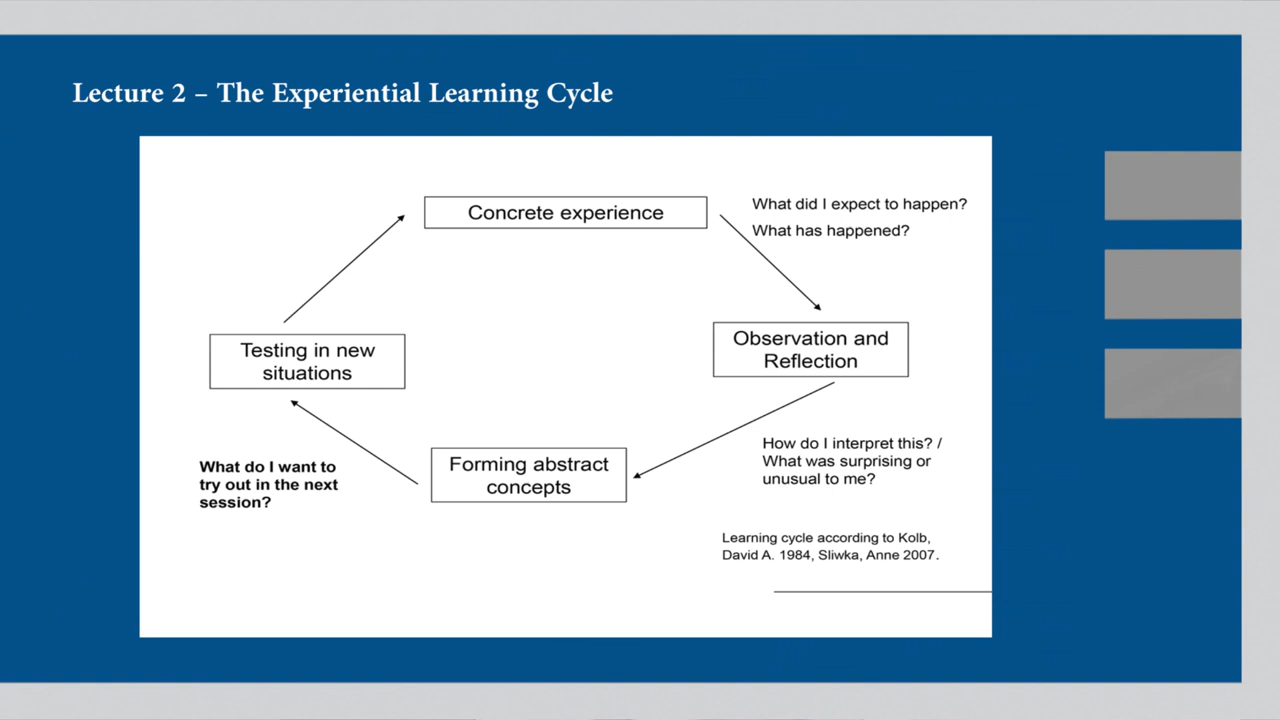 Lecture 2 – The Experiential Learning Cycle
Concrete experience
What did I expect to happen?
What has happened?
Observation and
Reflection
Testing in new
situations
How do I interpret this? /
What was surprising or
unusual to me?
Forming abstract
concepts
What do I want to
try out in the next
session?
Learning cycle according to Kolb,
David A. 1984, Sliwka, Anne 2007.